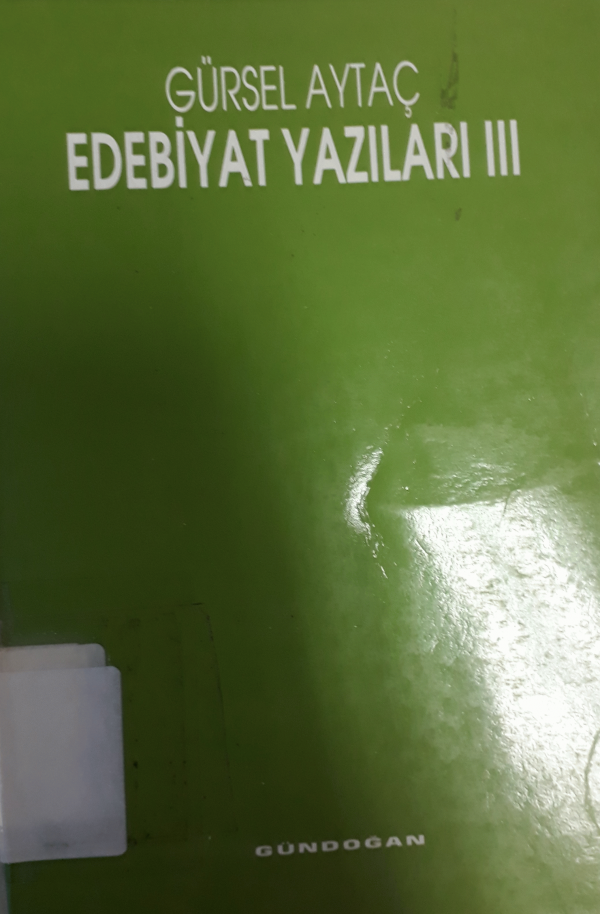 GÜRSEL AYTAÇ
EDEBİYAT YAZILARI III
GÜNDOĞAN